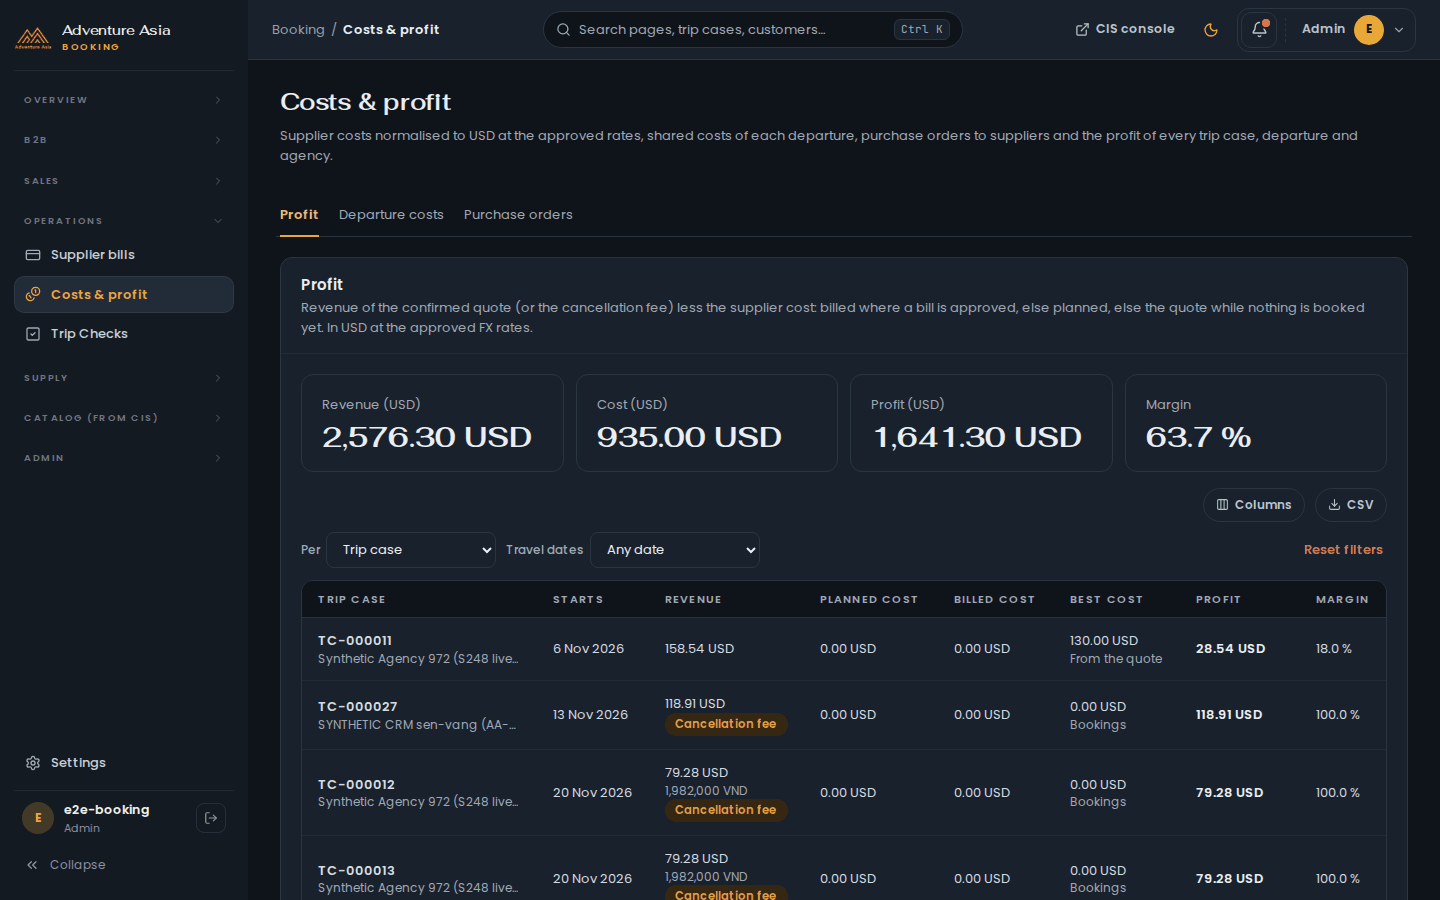 Adventure Asia
BOOKING
Adventure Asia
OVERVIEW
B2B
SALES
OPERATIONS
Supplier bills
Costs & profit
Trip Checks
SUPPLY
CATALOG (FROM CIS)
ADMIN
Settings
E
e2e-booking
Admin
Collapse
Booking / Costs & profit
Search pages, trip cases, customers…
Ctrl K
CIS console
Admin
E
Costs & profit
Supplier costs normalised to USD at the approved rates, shared costs of each departure, purchase orders to suppliers and the profit of every trip case, departure and
agency.
Profit
Departure costs
Purchase orders
Profit
Revenue of the confirmed quote (or the cancellation fee) less the supplier cost: billed where a bill is approved, else planned, else the quote while nothing is booked
yet. In USD at the approved FX rates.
Revenue (USD)
2,576.30 USD
Cost (USD)
935.00 USD
Profit (USD)
1,641.30 USD
Margin
63.7 %
Columns
CSV
Per
Trip case
Travel dates
Any date
Reset filters
TRIP CASE STARTS REVENUE PLANNED COST BILLED COST BEST COST PROFIT MARGIN
TC-000011
Synthetic Agency 972 (S248 live…
6 Nov 2026
158.54 USD
0.00 USD
0.00 USD
130.00 USD
From the quote
28.54 USD
18.0 %
TC-000027
SYNTHETIC CRM sen-vang (AA-…
13 Nov 2026
118.91 USD
Cancellation fee
0.00 USD
0.00 USD
0.00 USD
Bookings
118.91 USD
100.0 %
TC-000012
Synthetic Agency 972 (S248 live…
20 Nov 2026
79.28 USD
1,982,000 VND
Cancellation fee
0.00 USD
0.00 USD
0.00 USD
Bookings
79.28 USD
100.0 %
TC-000013
Synthetic Agency 972 (S248 live…
20 Nov 2026
79.28 USD
1,982,000 VND
Cancellation fee
0.00 USD
0.00 USD
0.00 USD
Bookings
79.28 USD
100.0 %